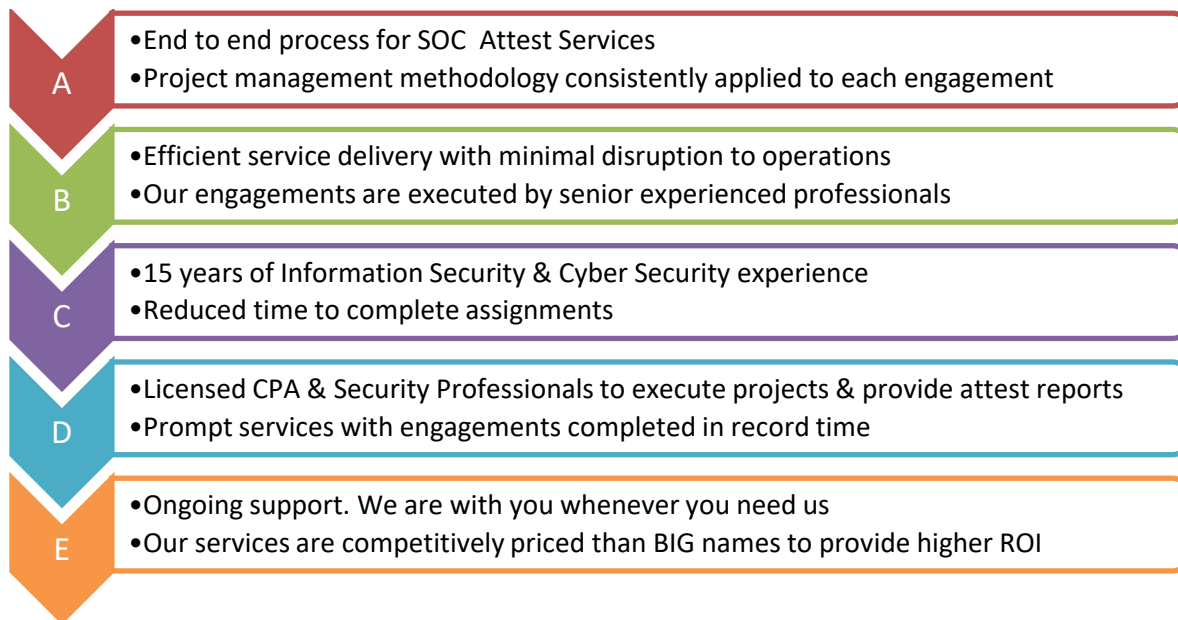 A
•End to end process for SOC  Attest Services
•Project management methodology consistently applied to each engagement
B
•Efficient service delivery with minimal disruption to operations
•Our engagements are executed by senior experienced professionals
C
•15 years of Information Security & Cyber Security experience
•Reduced time to complete assignments
D
•Licensed CPA & Security Professionals to execute projects & provide attest reports
•Prompt services with engagements completed in record time
E
•Ongoing support. We are with you whenever you need us
•Our services are competitively priced than BIG names to provide higher ROI